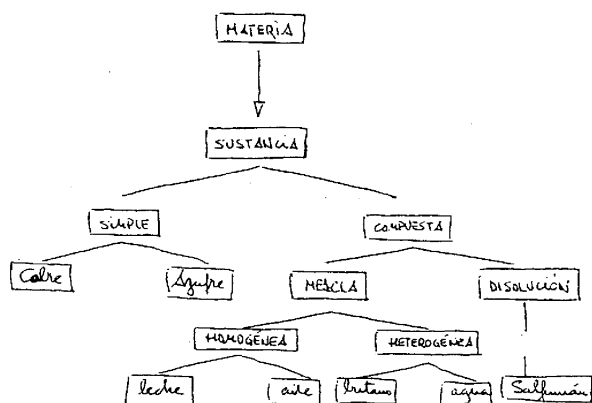 MATERIA
SUSTANCIA
SIMPLE
COMPUESTA
Cobre
Azufre
MEZCLA
DISOLUCIÓN
HOMOGÉNEA
HETEROGÉNEA
leche
aire
butano
agua
Salfumán